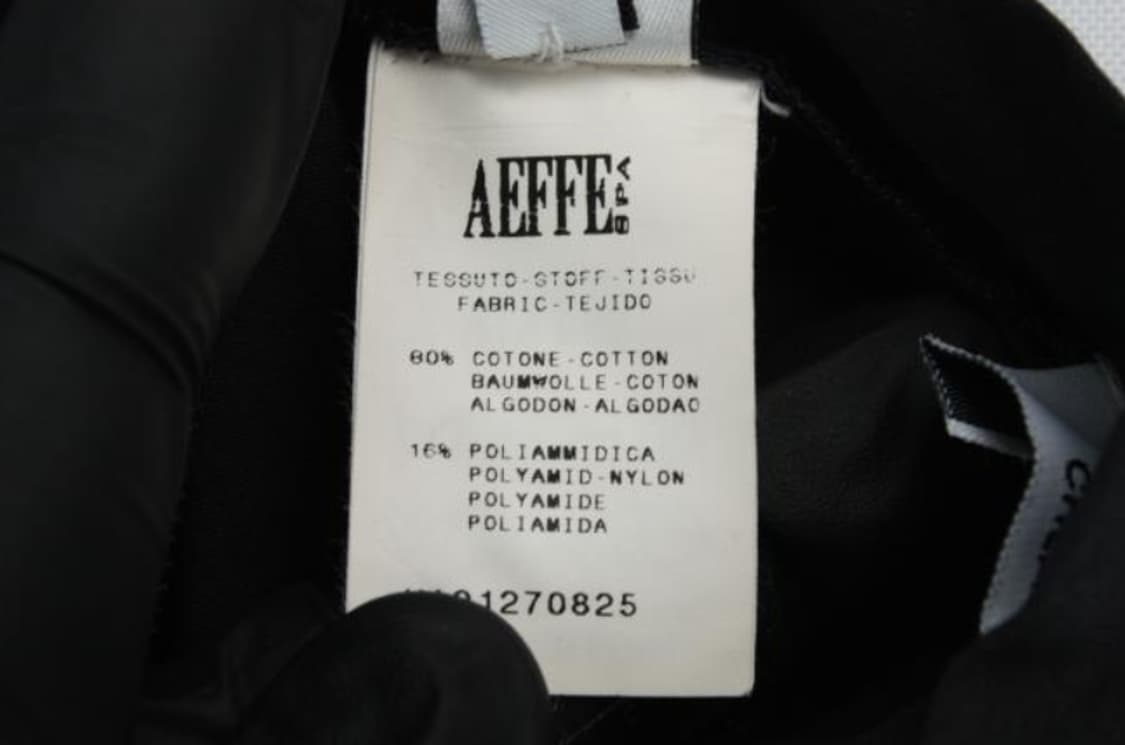 AEFFE SPA
TESSUTO-STOFF-TISSU
FABRIC-TEJIDO
80% COTONE-COTTON
BAUMWOLLE-COTON
ALGODON-ALGODAO
16% POLIAMMIDICA
POLYAMID-NYLON
POLYAMIDE
POLIAMIDA
1270825